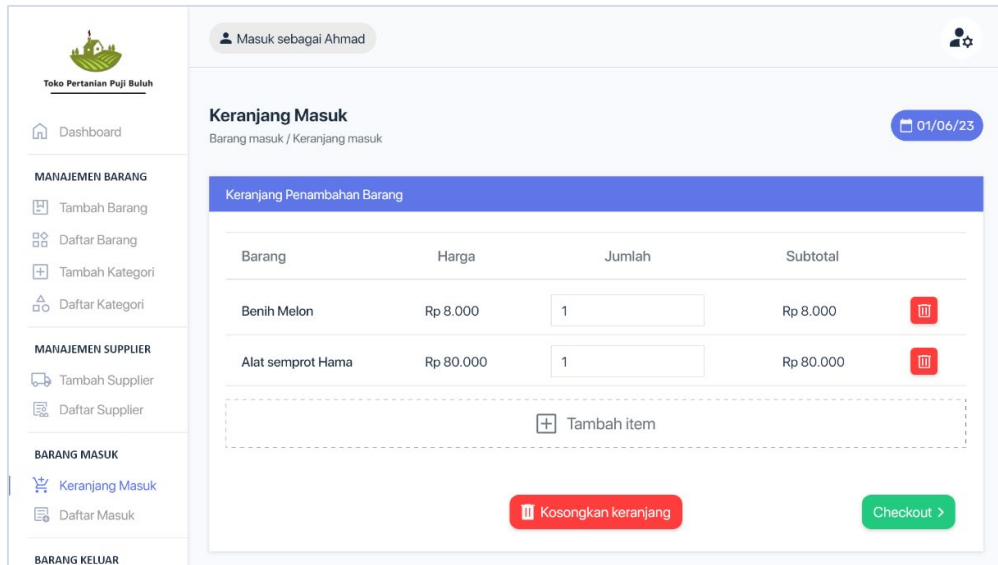 Toko Pertanian Puji Buluh
Dashboard
MANAJEMEN BARANG
Tambah Barang
Daftar Barang
Tambah Kategori
Daftar Kategori
MANAJEMEN SUPPLIER
Tambah Supplier
Daftar Supplier
BARANG MASUK
Keranjang Masuk
Daftar Masuk
BARANG KELUAR
Masuk sebagai Ahmad
Keranjang Masuk
Barang masuk / Keranjang masuk
01/06/23
Keranjang Penambahan Barang
Barang Harga Jumlah Subtotal
Benih Melon Rp 8.000 1 Rp 8.000
Alat semprot Hama Rp 80.000 1 Rp 80.000
Tambah item
Kosongkan keranjang
Checkout >